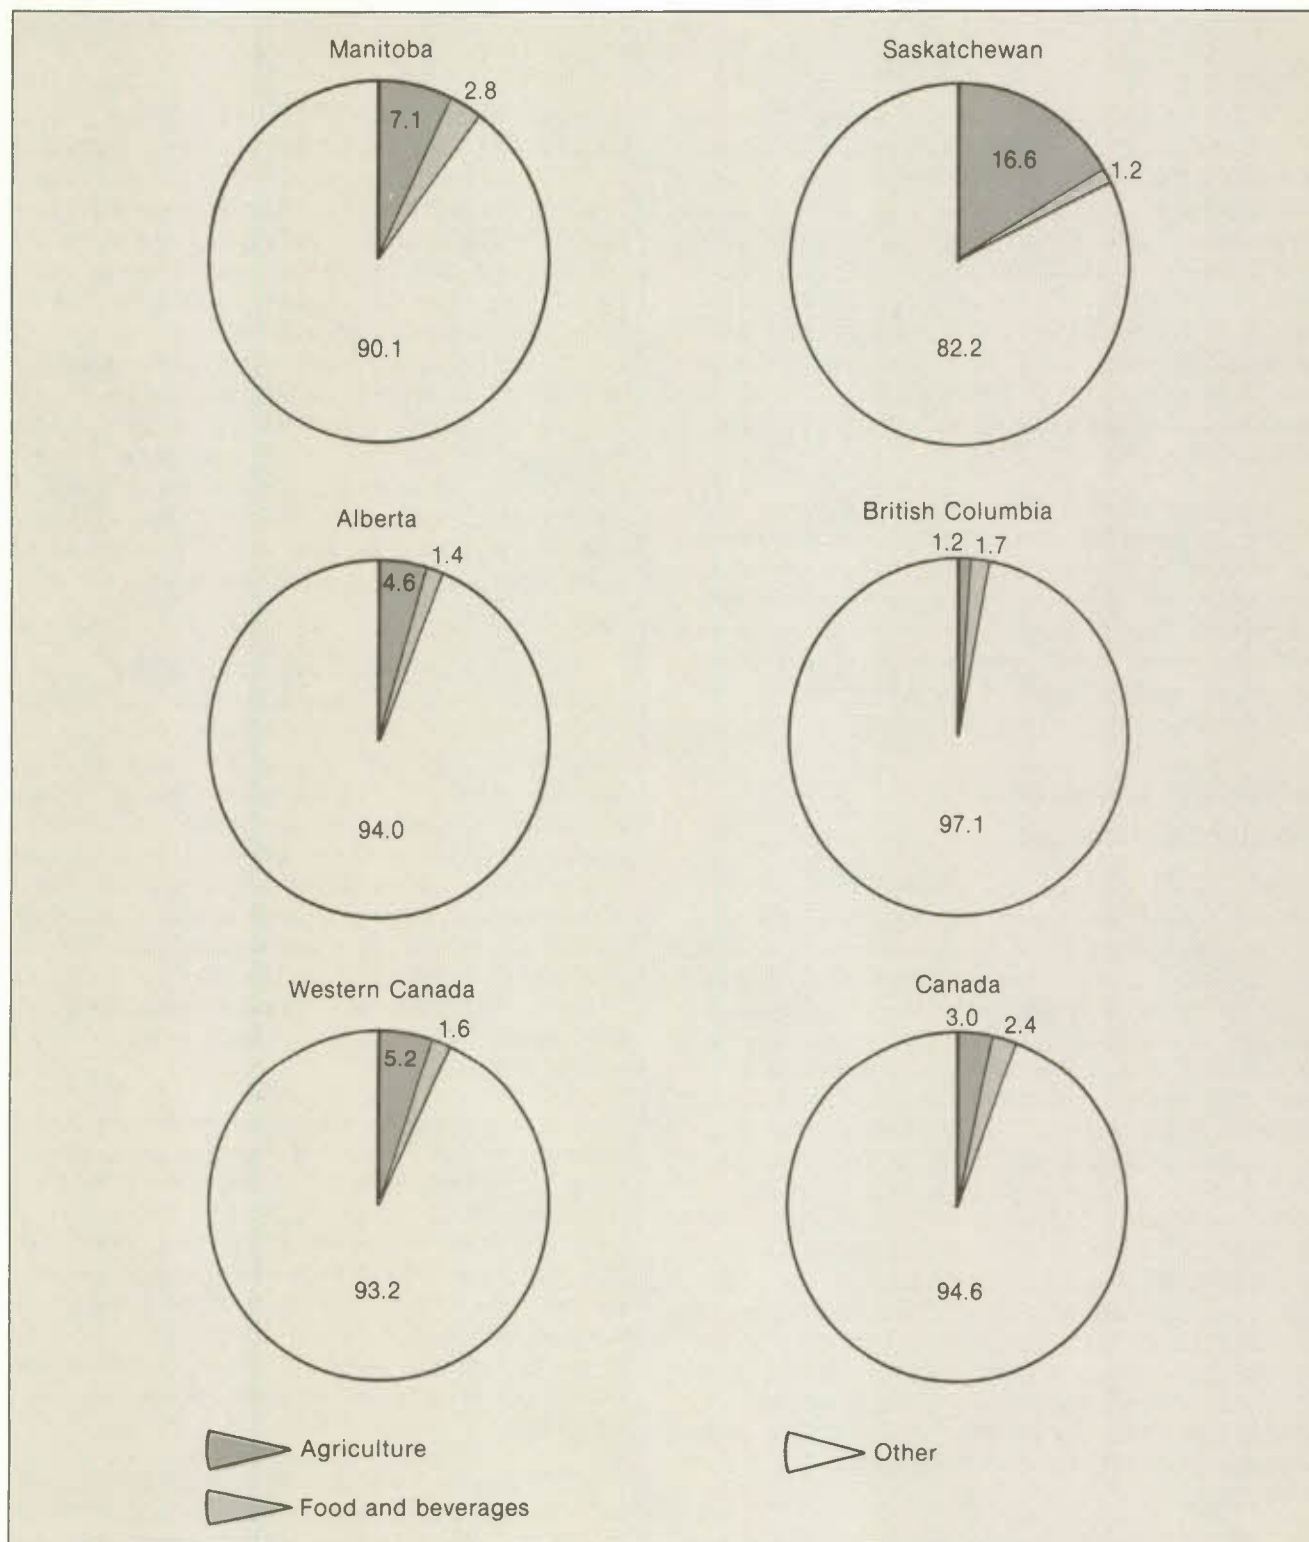 Manitoba
7.1
2.8
90.1
Saskatchewan
16.6
1.2
82.2
Alberta
4.6
1.4
94.0
British Columbia
1.2 1.7
97.1
Western Canada
5.2
1.6
93.2
Canada
3.0
2.4
94.6
Agriculture
Food and beverages
Other